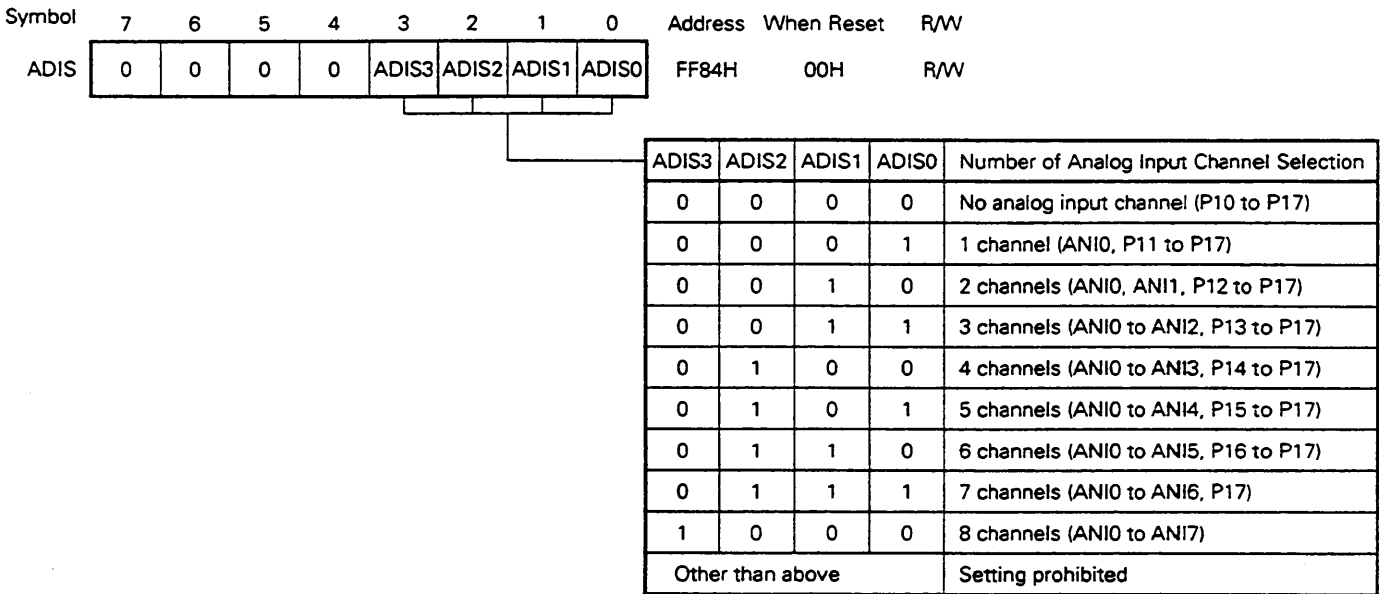 Symbol 7 6 5 4 3 2 1 0 Address When Reset R/W
ADIS 0 0 0 0 ADIS3 ADIS2 ADIS1 ADIS0 FF84H 00H R/W
ADIS3 ADIS2 ADIS1 ADIS0 Number of Analog Input Channel Selection
0 0 0 0 No analog input channel (P10 to P17)
0 0 0 1 1 channel (ANI0, P11 to P17)
0 0 1 0 2 channels (ANI0, ANI1, P12 to P17)
0 0 1 1 3 channels (ANI0 to ANI2, P13 to P17)
0 1 0 0 4 channels (ANI0 to ANI3, P14 to P17)
0 1 0 1 5 channels (ANI0 to ANI4, P15 to P17)
0 1 1 0 6 channels (ANI0 to ANI5, P16 to P17)
0 1 1 1 7 channels (ANI0 to ANI6, P17)
1 0 0 0 8 channels (ANI0 to ANI7)
Other than above Setting prohibited